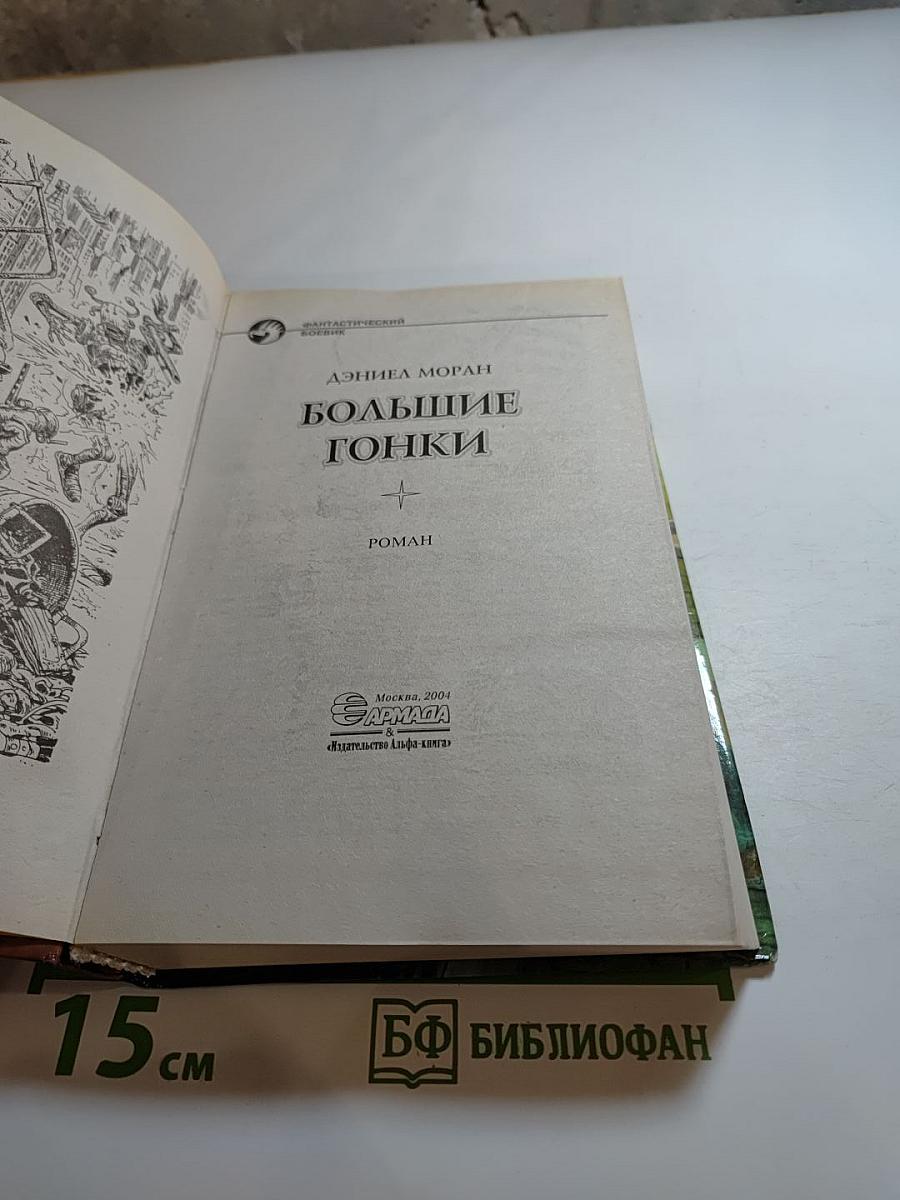 ФАНТАСТИЧЕСКИЙ
БОЕВИК
ДЭНИЕЛ МОРАН
БОЛЬШИЕ
ГОНКИ
РОМАН
Москва, 2004
АРМАДА
&
«Издательство Альфа-книга»
15 см
БФ БИБЛИОФАН